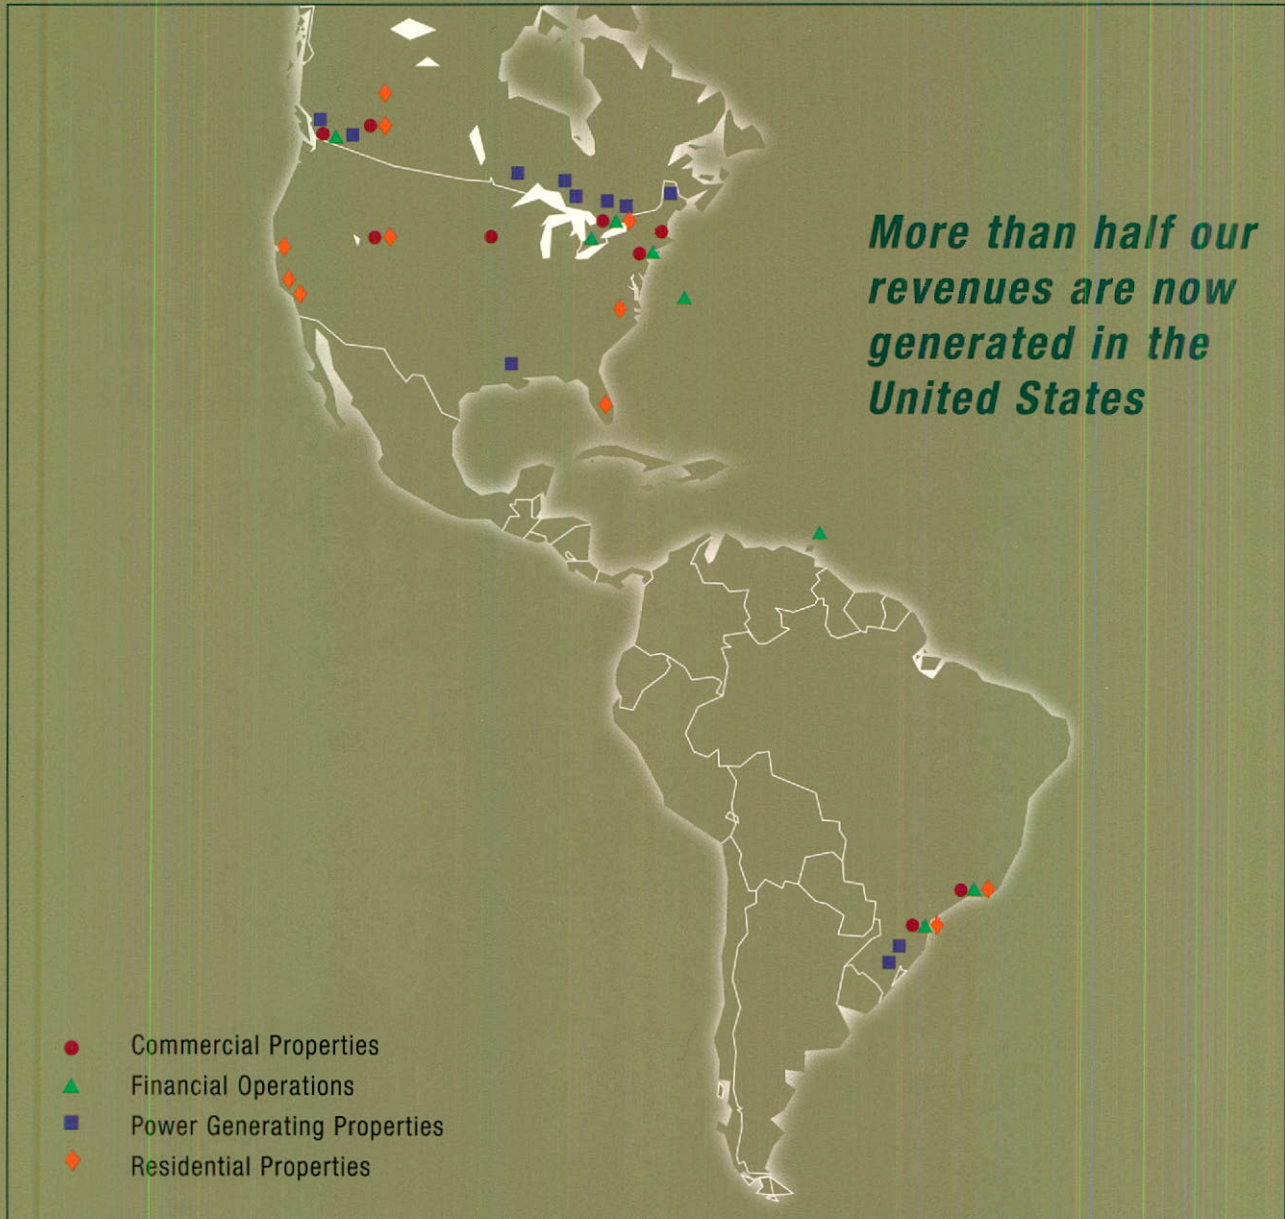 More than half our
revenues are now
generated in the
United States
Commercial Properties
Financial Operations
Power Generating Properties
Residential Properties